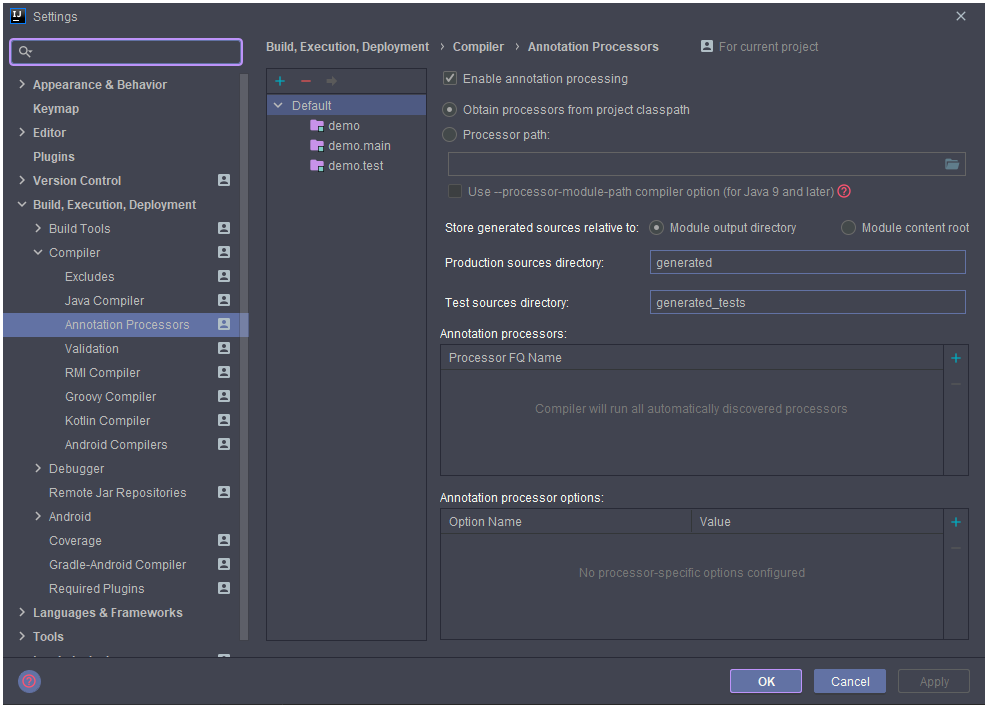 Settings
Appearance & Behavior
Keymap
Editor
Plugins
Version Control
Build, Execution, Deployment
Build Tools
Compiler
Excludes
Java Compiler
Annotation Processors
Validation
RMI Compiler
Groovy Compiler
Kotlin Compiler
Android Compilers
Debugger
Remote Jar Repositories
Android
Coverage
Gradle-Android Compiler
Required Plugins
Languages & Frameworks
Tools
Build, Execution, Deployment › Compiler › Annotation Processors For current project
Default
demo
demo.main
demo.test
Enable annotation processing
Obtain processors from project classpath
Processor path:
Use --processor-module-path compiler option (for Java 9 and later)
Store generated sources relative to: Module output directory Module content root
Production sources directory: generated
Test sources directory: generated_tests
Annotation processors:
Processor FQ Name
Compiler will run all automatically discovered processors
Annotation processor options:
Option Name Value
No processor-specific options configured
OK Cancel Apply